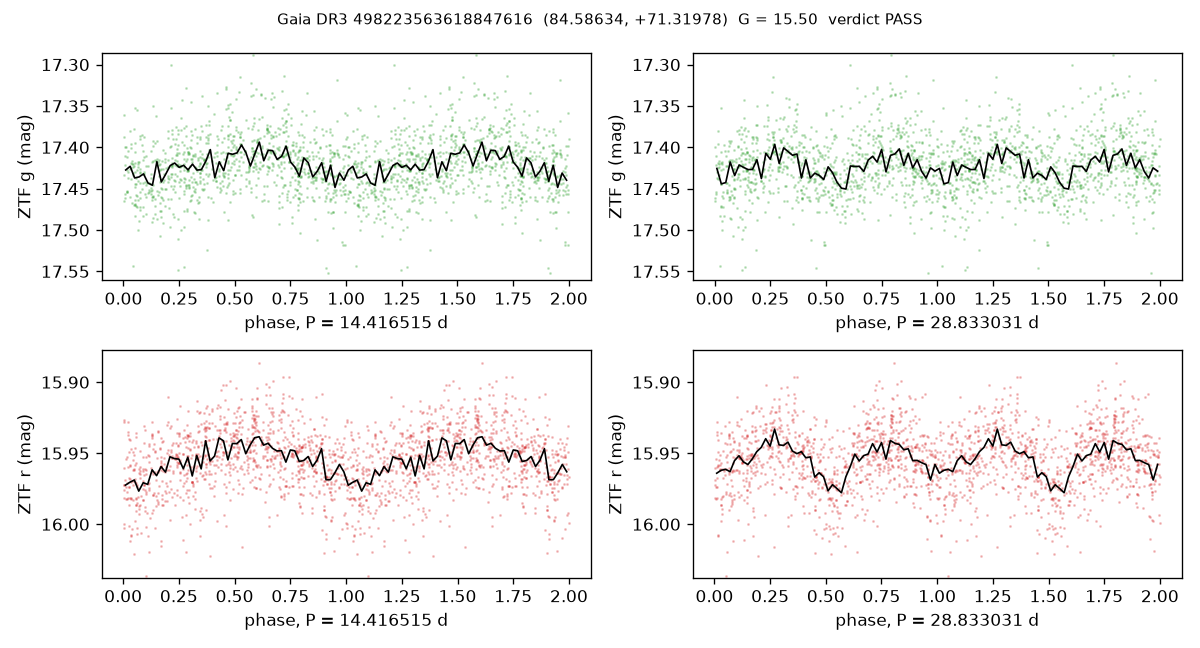 Gaia DR3 498223563618847616 (84.58634, +71.31978) G = 15.50 verdict PASS
ZTF g (mag)
17.30
17.35
17.40
17.45
17.50
17.55
0.00 0.25 0.50 0.75 1.00 1.25 1.50 1.75 2.00
phase, P = 14.416515 d
ZTF g (mag)
17.30
17.35
17.40
17.45
17.50
17.55
0.00 0.25 0.50 0.75 1.00 1.25 1.50 1.75 2.00
phase, P = 28.833031 d
ZTF r (mag)
15.90
15.95
16.00
0.00 0.25 0.50 0.75 1.00 1.25 1.50 1.75 2.00
phase, P = 14.416515 d
ZTF r (mag)
15.90
15.95
16.00
0.00 0.25 0.50 0.75 1.00 1.25 1.50 1.75 2.00
phase, P = 28.833031 d